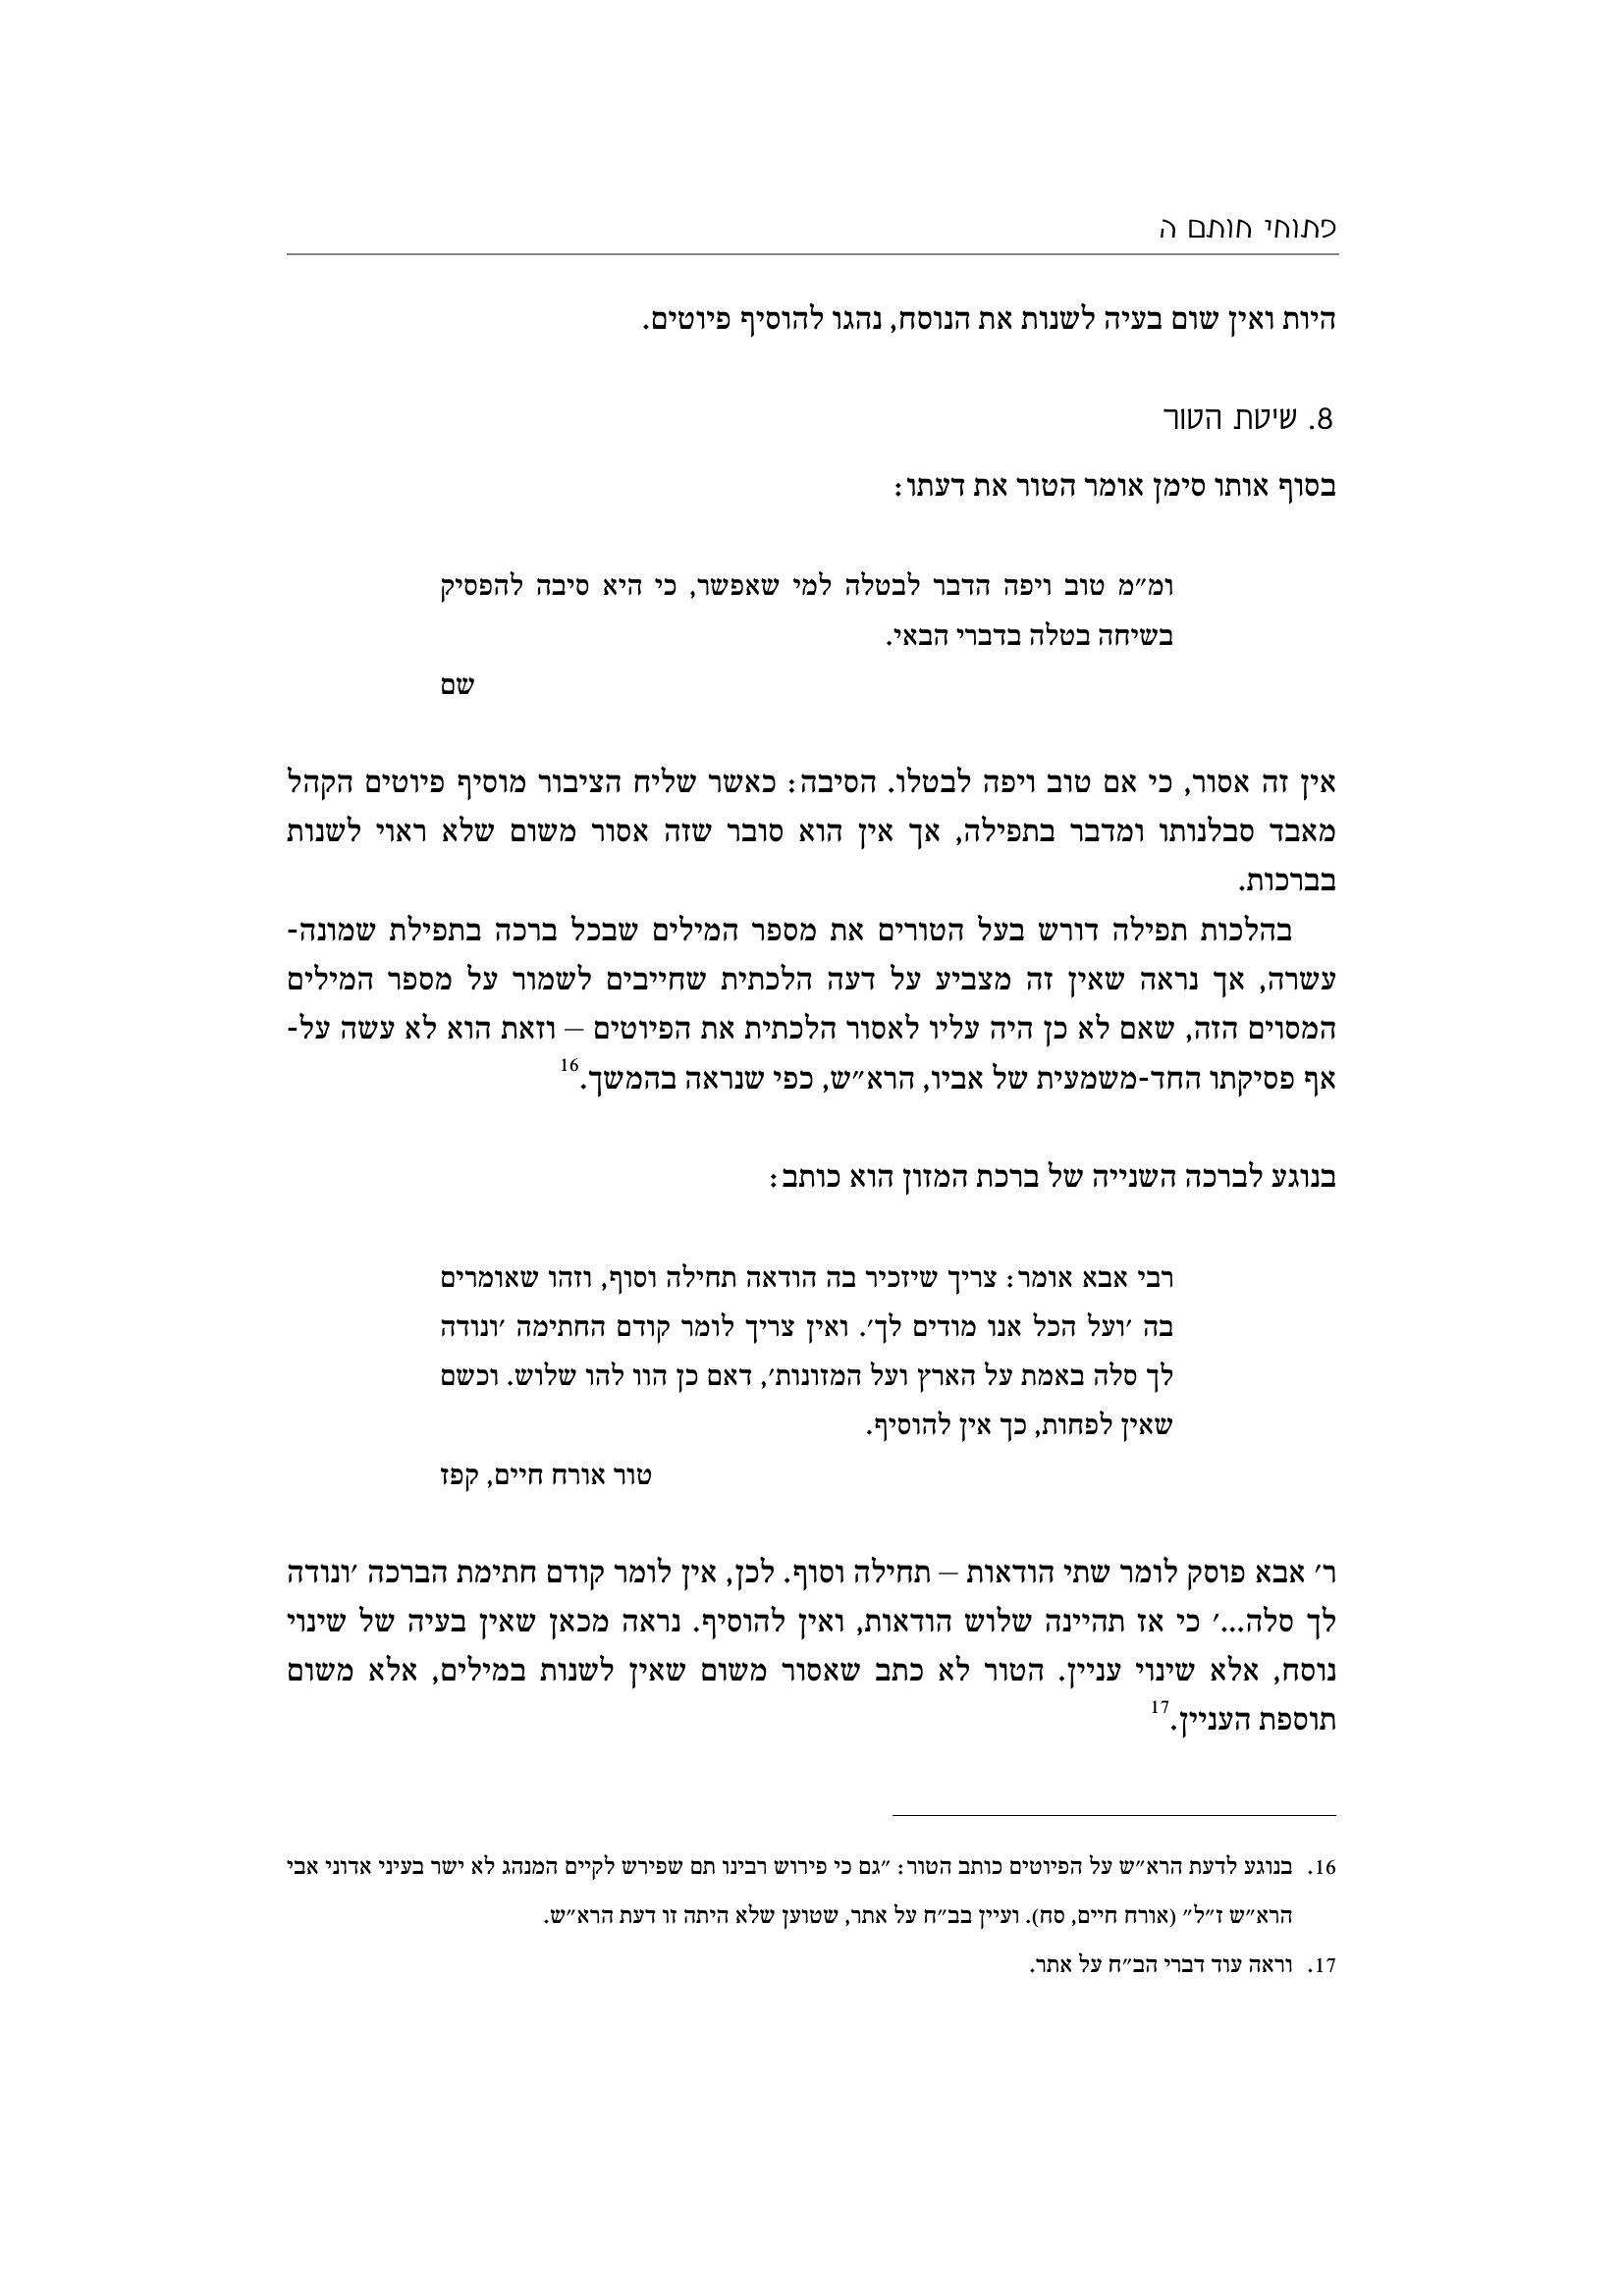 פתוחי חותם ה
היות ואין שום בעיה לשנות את הנוסח, נהגו להוסיף פיוטים.
8. שיטת הטור
בסוף אותו סימן אומר הטור את דעתו:
ומ״מ טוב ויפה הדבר לבטלה למי שאפשר, כי היא סיבה להפסיק
בשיחה בטלה בדברי הבאי.
שם
אין זה אסור, כי אם טוב ויפה לבטלו. הסיבה: כאשר שליח הציבור מוסיף פיוטים הקהל
מאבד סבלנותו ומדבר בתפילה, אך אין הוא סובר שזה אסור משום שלא ראוי לשנות
בברכות.
בהלכות תפילה דורש בעל הטורים את מספר המילים שבכל ברכה בתפילת שמונה-
עשרה, אך נראה שאין זה מצביע על דעה הלכתית שחייבים לשמור על מספר המילים
המסוים הזה, שאם לא כן היה עליו לאסור הלכתית את הפיוטים – וזאת הוא לא עשה על-
אף פסיקתו החד-משמעית של אביו, הרא״ש, כפי שנראה בהמשך.16
בנוגע לברכה השנייה של ברכת המזון הוא כותב:
רבי אבא אומר: צריך שיזכיר בה הודאה תחילה וסוף, וזהו שאומרים
בה ׳ועל הכל אנו מודים לך׳. ואין צריך לומר קודם החתימה ׳ונודה
לך סלה באמת על הארץ ועל המזונות׳, דאם כן הוו להו שלוש. וכשם
שאין לפחות, כך אין להוסיף.
טור אורח חיים, קפז
ר׳ אבא פוסק לומר שתי הודאות – תחילה וסוף. לכן, אין לומר קודם חתימת הברכה ׳ונודה
לך סלה...׳ כי אז תהיינה שלוש הודאות, ואין להוסיף. נראה מכאן שאין בעיה של שינוי
נוסח, אלא שינוי עניין. הטור לא כתב שאסור משום שאין לשנות במילים, אלא משום
תוספת העניין.17
16. בנוגע לדעת הרא״ש על הפיוטים כותב הטור: ״גם כי פירוש רבינו תם שפירש לקיים המנהג לא ישר בעיני אדוני אבי
הרא״ש ז״ל״ (אורח חיים, סח). ועיין בב״ח על אתר, שטוען שלא היתה זו דעת הרא״ש.
17. וראה עוד דברי הב״ח על אתר.